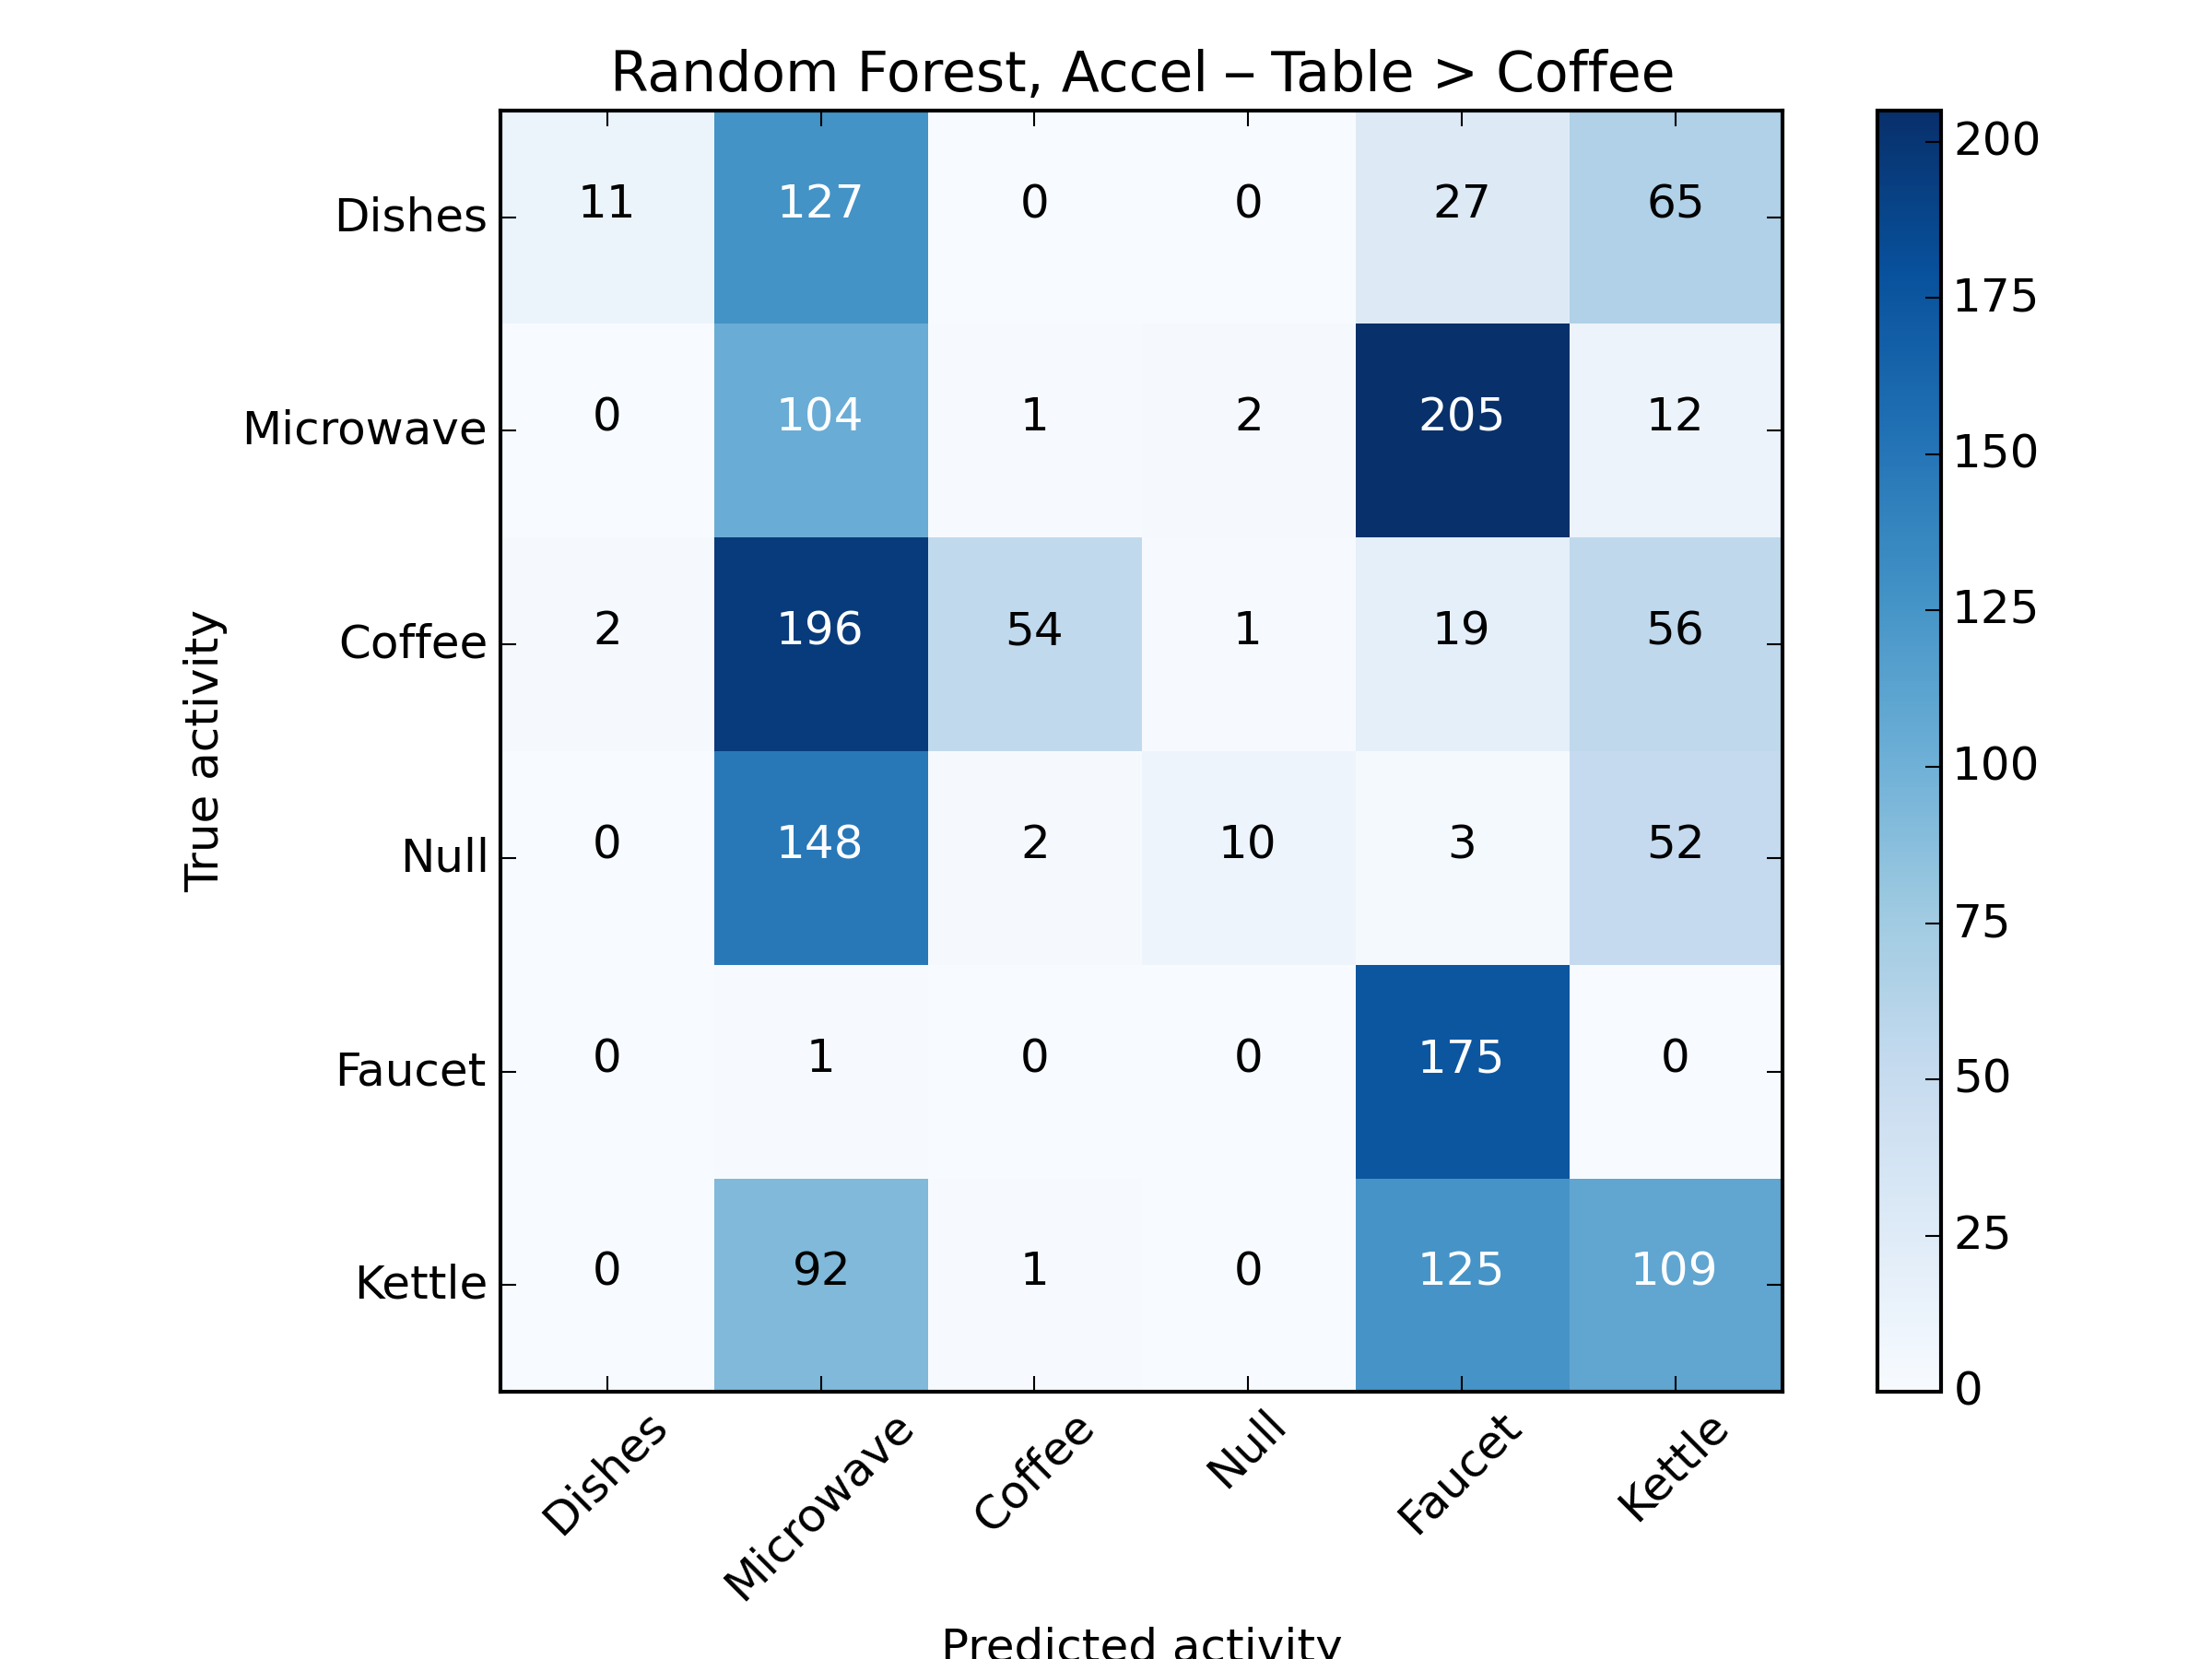 Random Forest, Accel – Table > Coffee
Dishes 11 127 0 0 27 65
Microwave 0 104 1 2 205 12
Coffee 2 196 54 1 19 56
Null 0 148 2 10 3 52
Faucet 0 1 0 0 175 0
Kettle 0 92 1 0 125 109
True activity
Dishes Microwave Coffee Null Faucet Kettle
Predicted activity
200
175
150
125
100
75
50
25
0